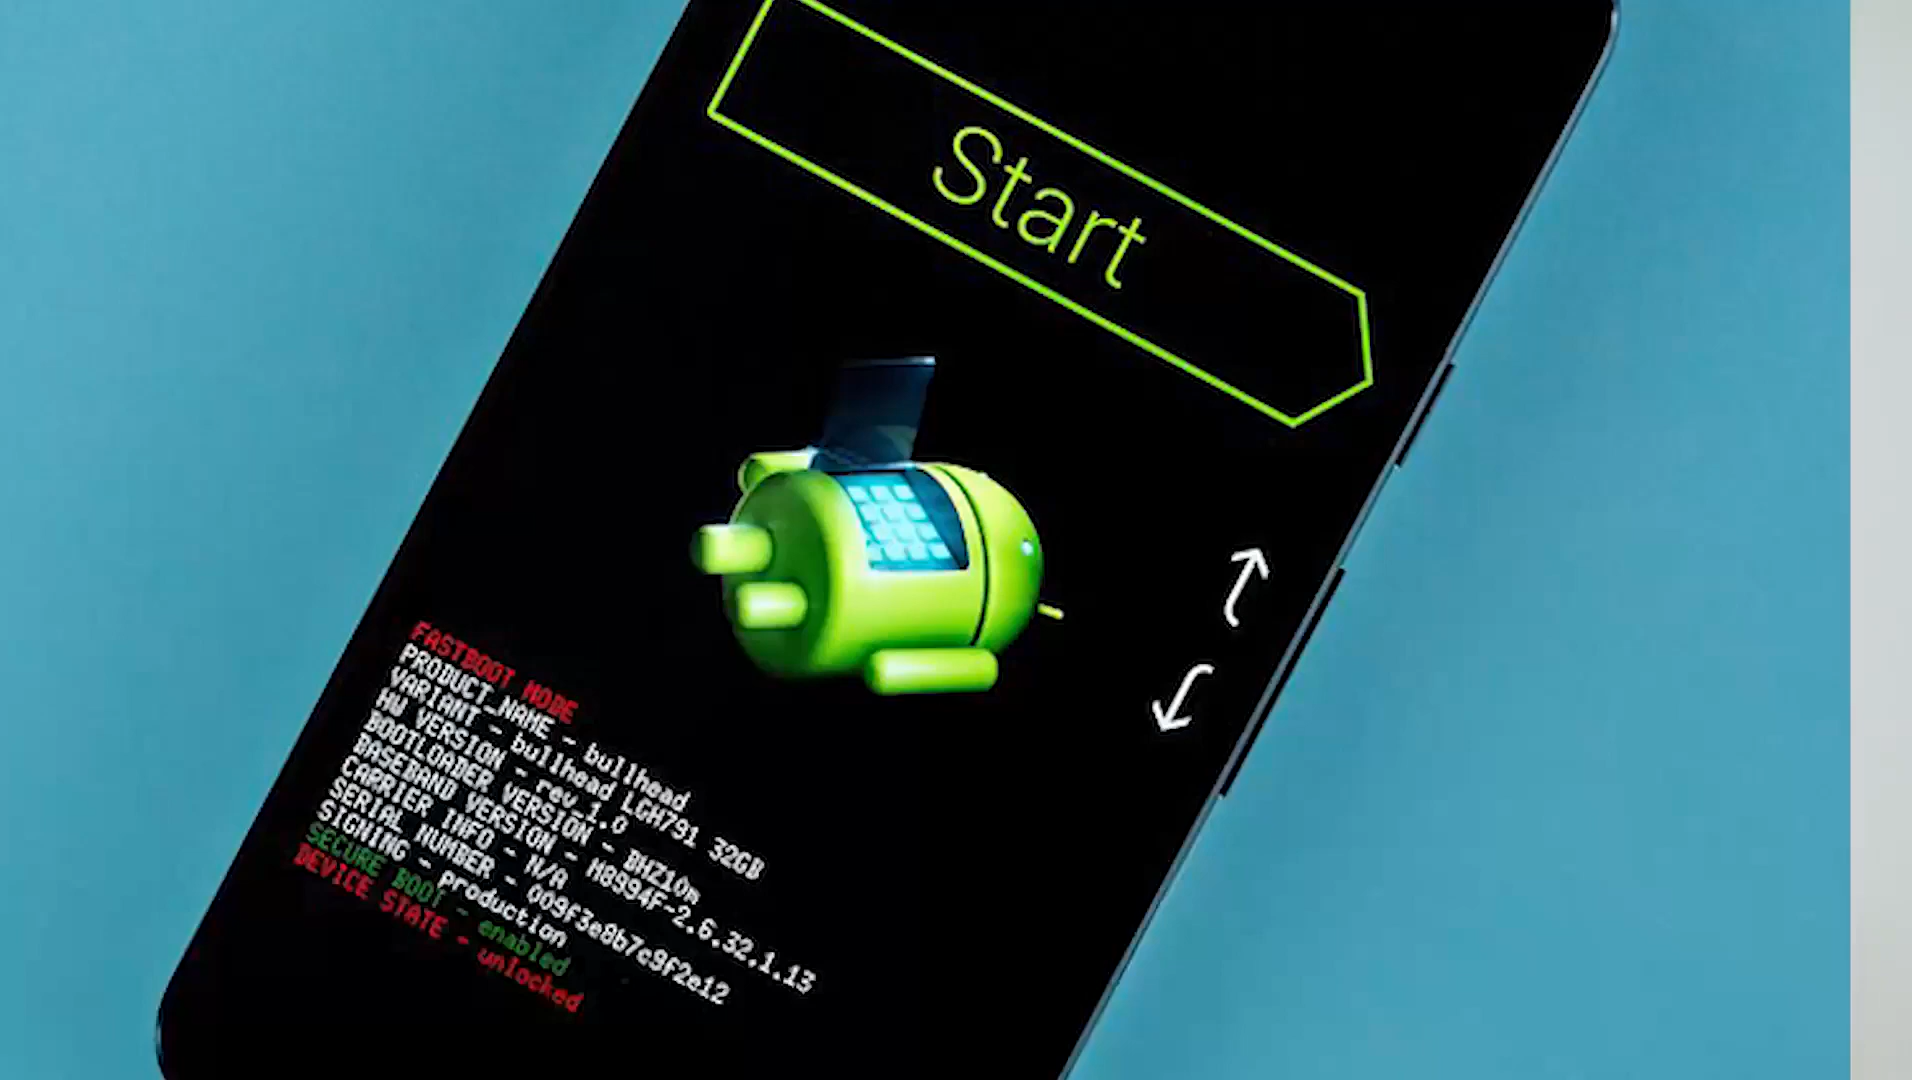 Start
FASTBOOT MODE
PRODUCT_NAME - bullhead
VARIANT - bullhead LGH791 32GB
HW VERSION - rev_1.0
BOOTLOADER VERSION - BHZ10m
BASEBAND VERSION - M8994F-2.6.32.1.13
CARRIER INFO - N/A
SERIAL NUMBER - 009f3e8b7c9f2e12
SIGNING - production
SECURE BOOT - enabled
DEVICE STATE - unlocked